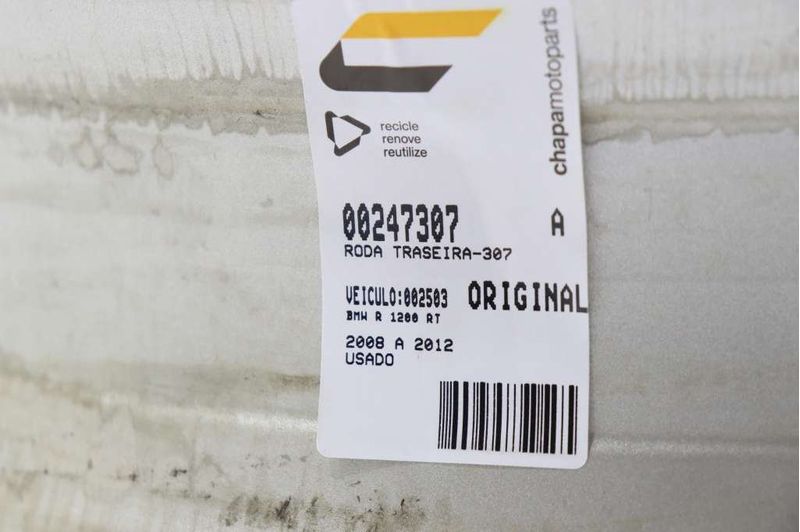 chapamotoparts
recicle
renove
reutilize
00247307 A
RODA TRASEIRA-307
VEICULO:002503 ORIGINAL
BMW R 1200 RT
2008 A 2012
USADO